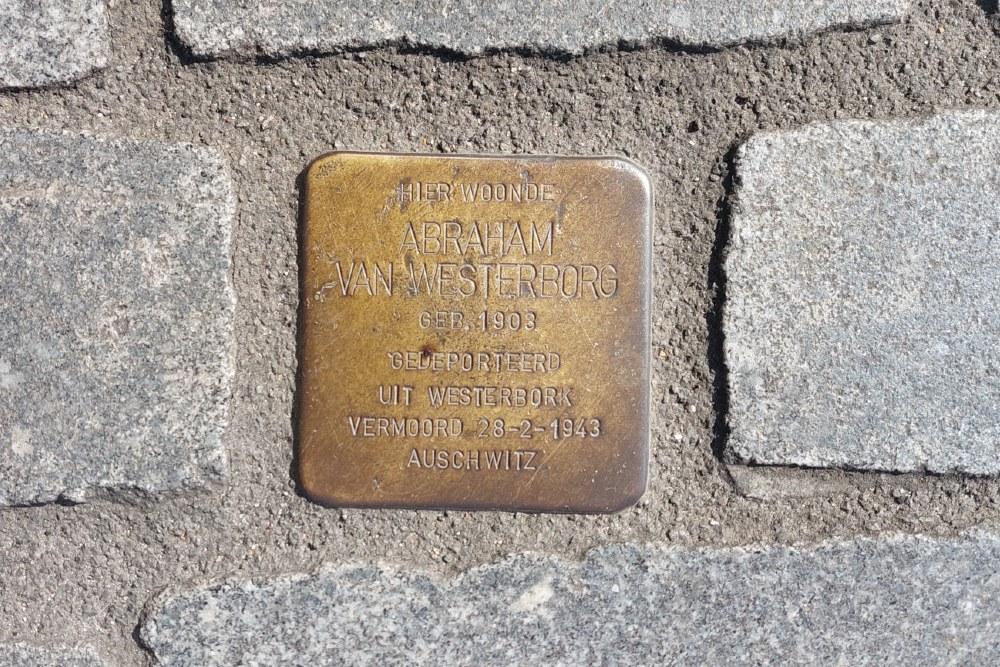 HIER WOONDE
ABRAHAM
VAN WESTERBORG
GEB. 1903
GEDEPORTEERD
UIT WESTERBORK
VERMOORD 28-2-1943
AUSCHWITZ